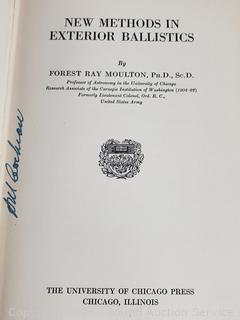 NEW METHODS IN
EXTERIOR BALLISTICS
By
FOREST RAY MOULTON, PH.D., SC.D.
Professor of Astronomy in the University of Chicago
Research Associate of the Carnegie Institution of Washington (1908-23)
Formerly Lieutenant Colonel, Ord. R. C.,
United States Army
THE UNIVERSITY OF CHICAGO PRESS
CHICAGO, ILLINOIS